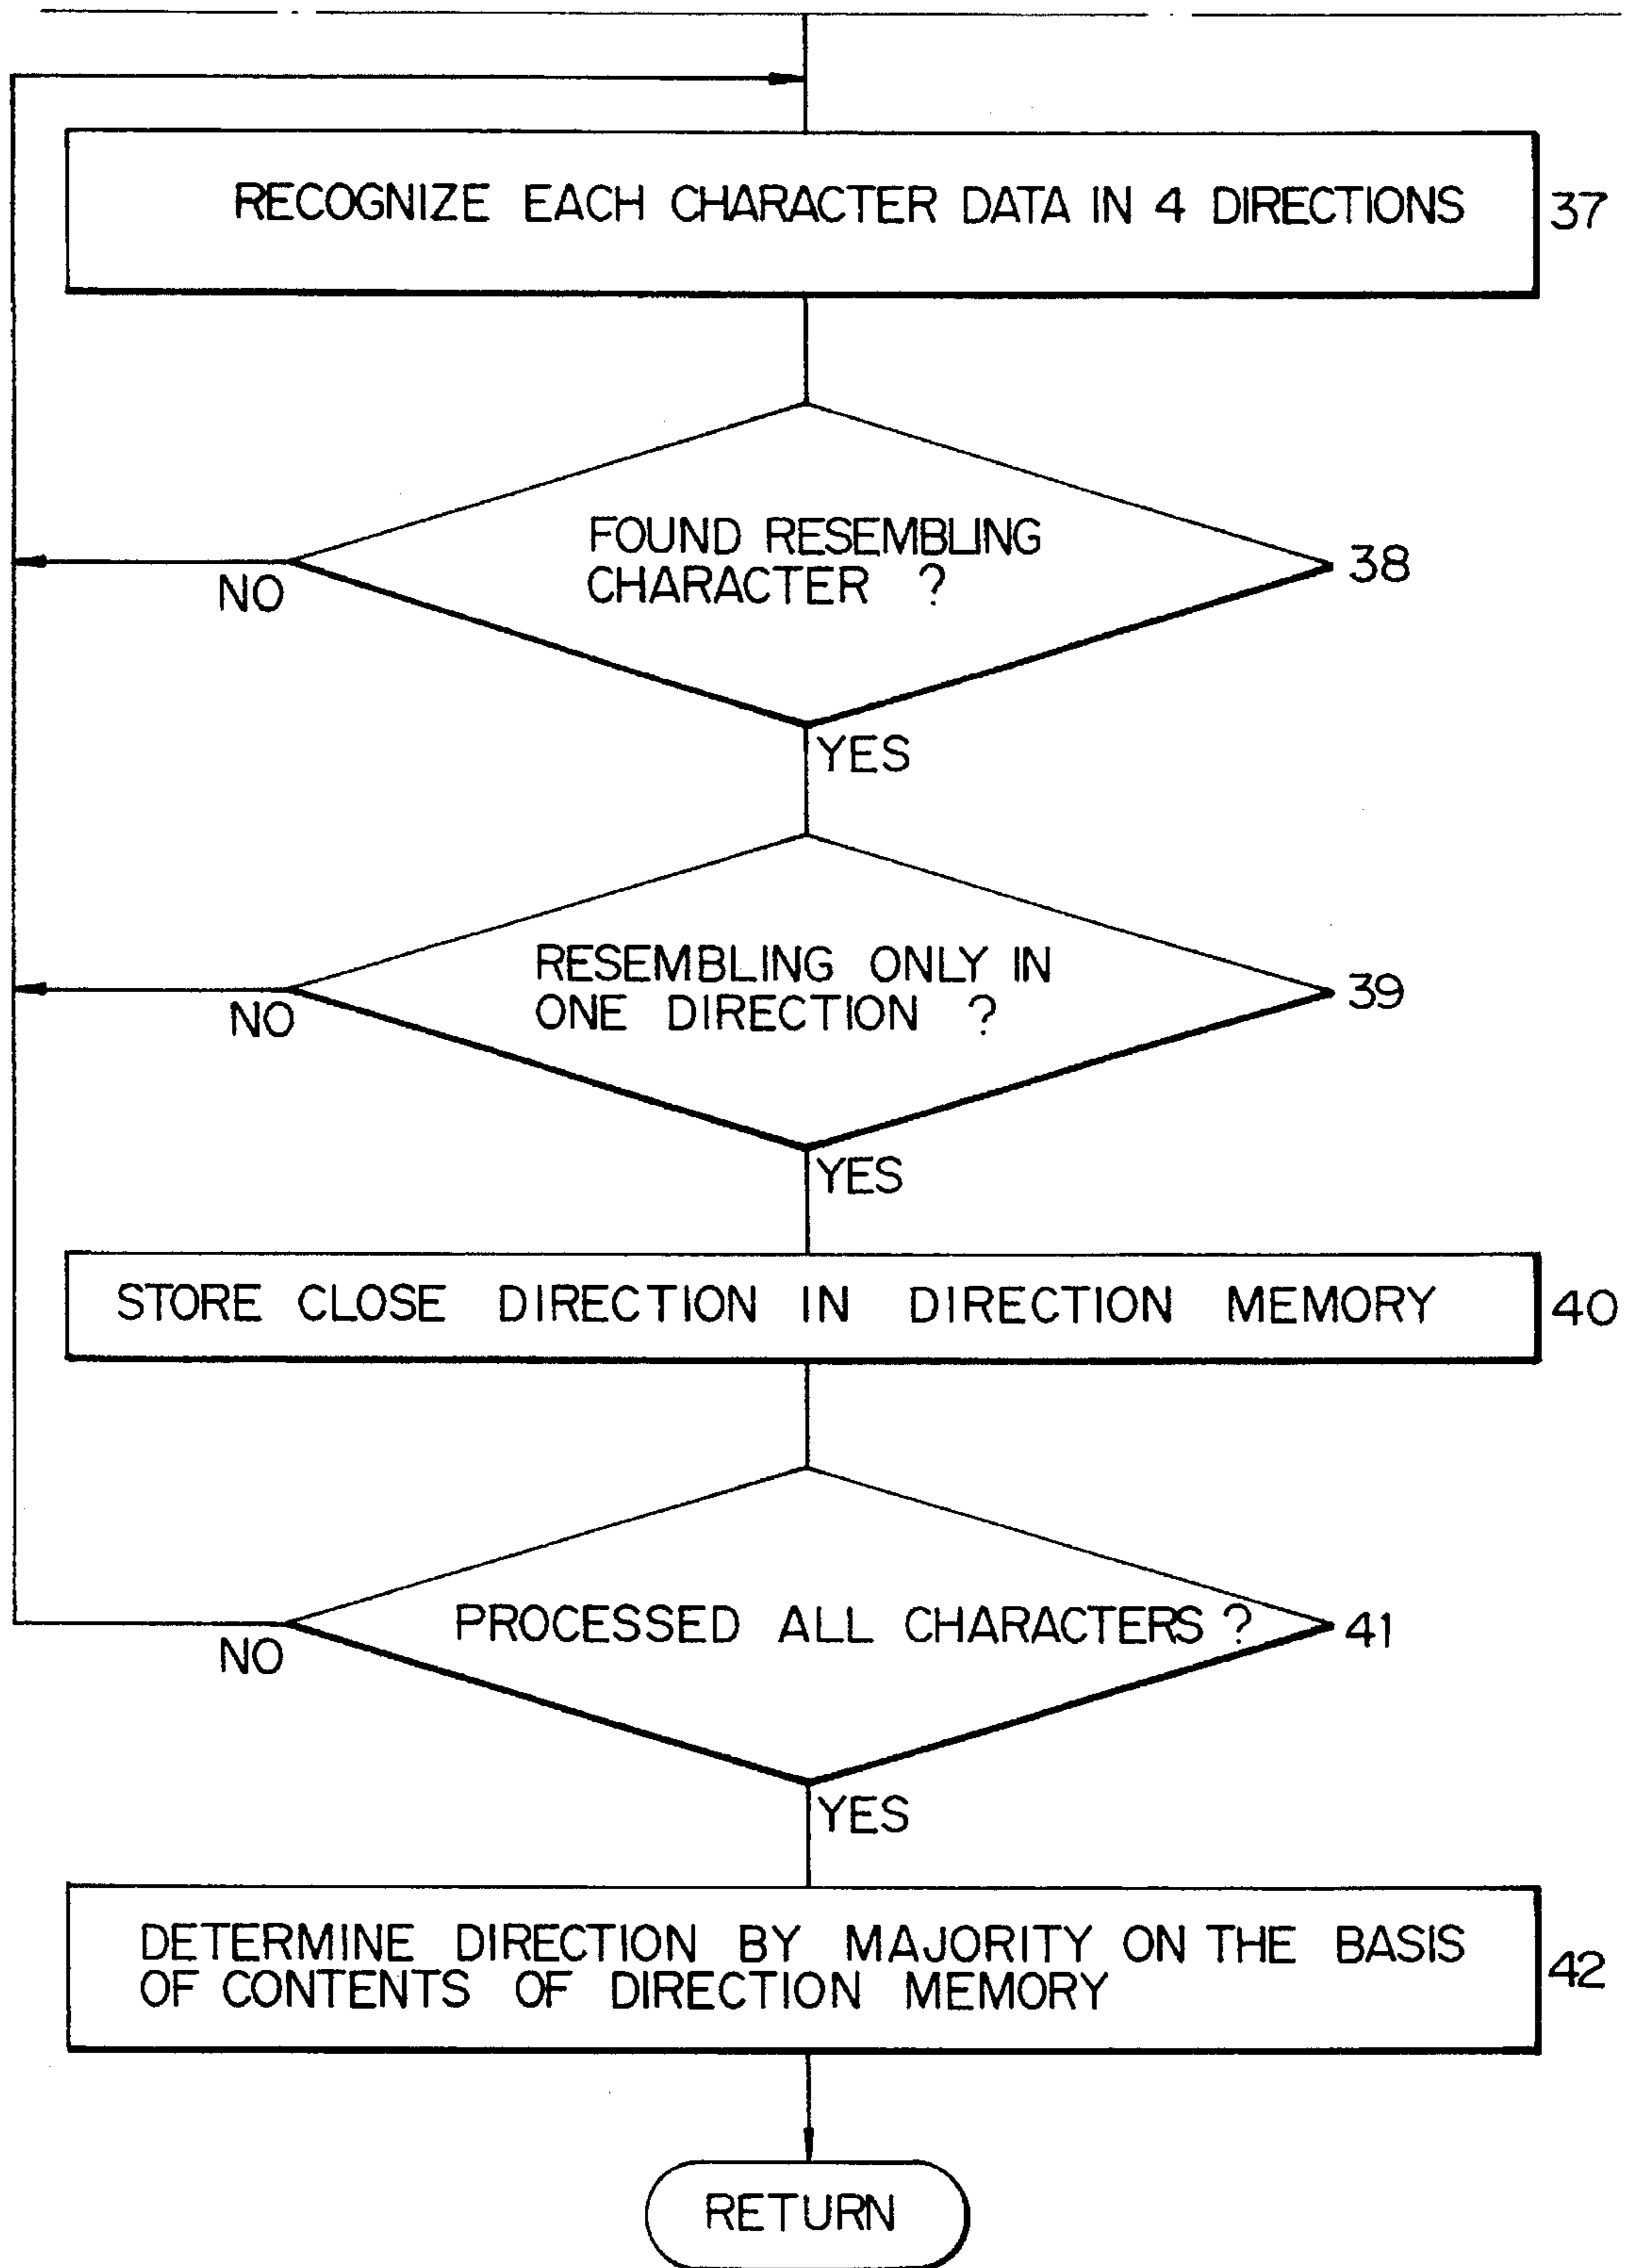 RECOGNIZE EACH CHARACTER DATA IN 4 DIRECTIONS 37
FOUND RESEMBLING
CHARACTER ?
38
NO
YES
RESEMBLING ONLY IN
ONE DIRECTION ?
39
NO
YES
STORE CLOSE DIRECTION IN DIRECTION MEMORY 40
PROCESSED ALL CHARACTERS ? 41
NO
YES
DETERMINE DIRECTION BY MAJORITY ON THE BASIS
OF CONTENTS OF DIRECTION MEMORY
42
RETURN